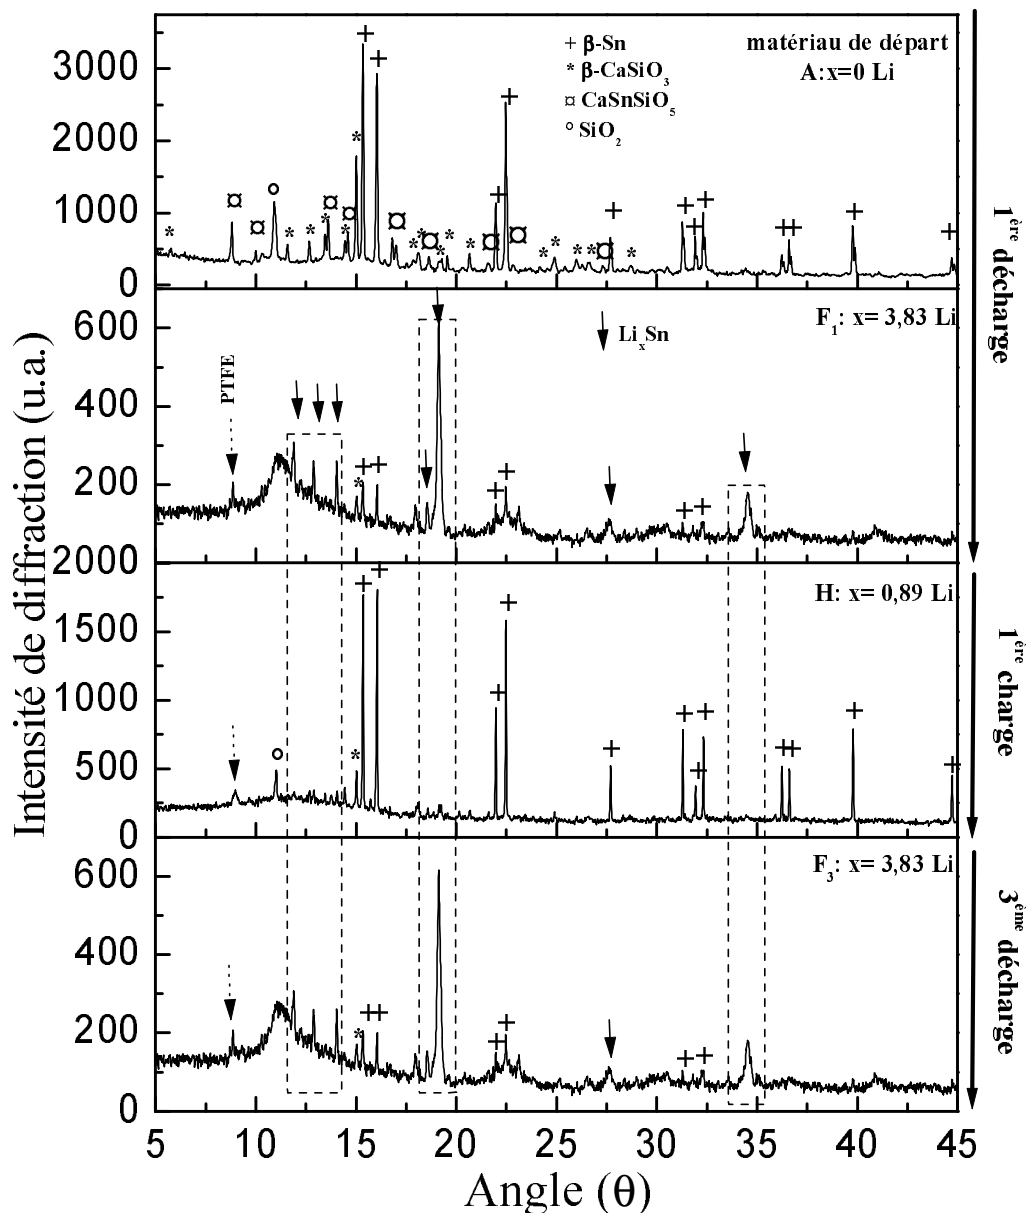 Intensité de diffraction (u.a.)
3000
2000
1000
0
+ β-Sn
* β-CaSiO₃
¤ CaSnSiO₅
° SiO₂
matériau de départ
A:x=0 Li
1ère décharge
600
400
200
0
PTFE
LiₓSn
F₁: x= 3,83 Li
2000
1500
1000
500
0
H: x= 0,89 Li
1ère charge
600
400
200
0
F₃: x= 3,83 Li
3ème décharge
5 10 15 20 25 30 35 40 45
Angle (θ)